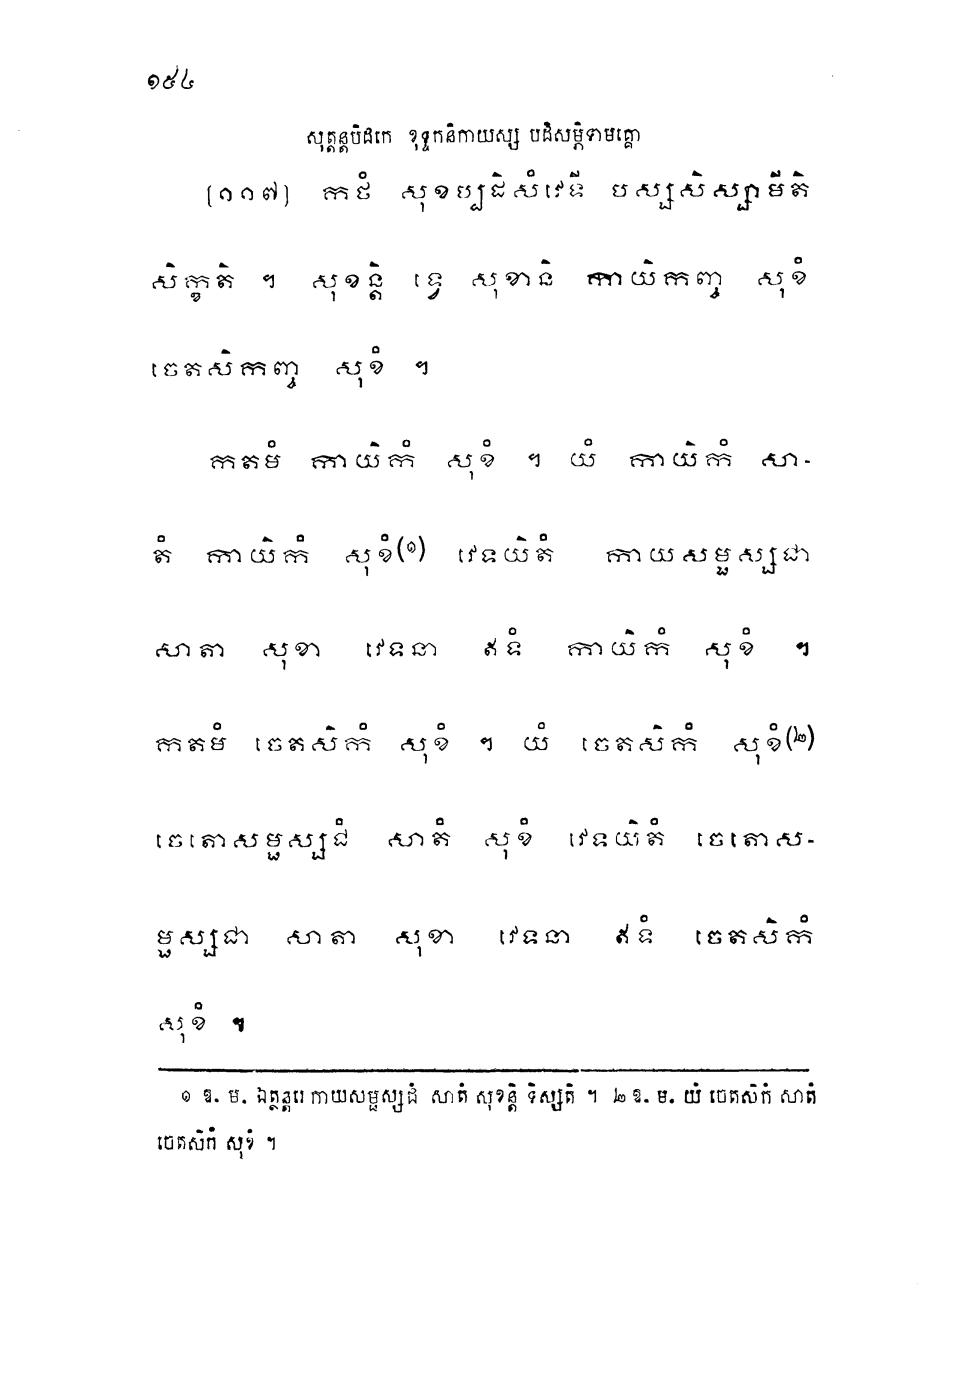 ១៩៤
សុត្តន្តបិដកេ ខុទ្ទកនិកាយស្ស បដិសម្ភិទាមគ្គោ
[១១៧] កថំ សុខប្បដិសំវេទី បស្សសិស្សាមីតិ
សិក្ខតិ ។ សុខន្តិ ទ្វេ សុខានិ កាយិកញ្ច សុខំ
ចេតសិកញ្ច សុខំ ។
កតមំ កាយិកំ សុខំ ។ យំ កាយិកំ សា-
តំ កាយិកំ សុខំ(១) វេទយិតំ កាយសម្ផស្សជា
សាតា សុខា វេទនា ឥទំ កាយិកំ សុខំ ។
កតមំ ចេតសិកំ សុខំ ។ យំ ចេតសិកំ សុខំ(២)
ចេតោសម្ផស្សជំ សាតំ សុខំ វេទយិតំ ចេតោស-
ម្ផស្សជា សាតា សុខា វេទនា ឥទំ ចេតសិកំ
សុខំ ។
១ ឱ. ម. ឯត្ថន្តរេ កាយសម្ផស្សជំ សាតំ សុខន្តិ ទិស្សតិ ។ ២ ឱ. ម. យំ ចេតសិកំ សាតំ
ចេតសិកំ សុខំ ។